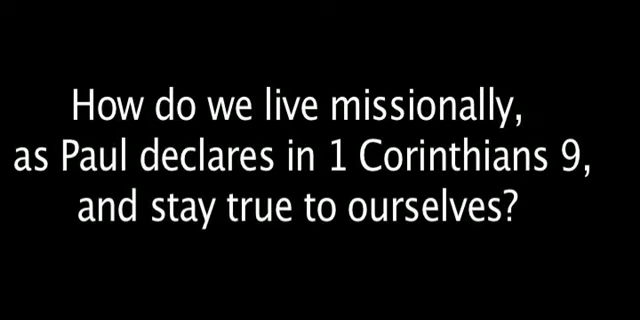 How do we live missionally,
as Paul declares in 1 Corinthians 9,
and stay true to ourselves?